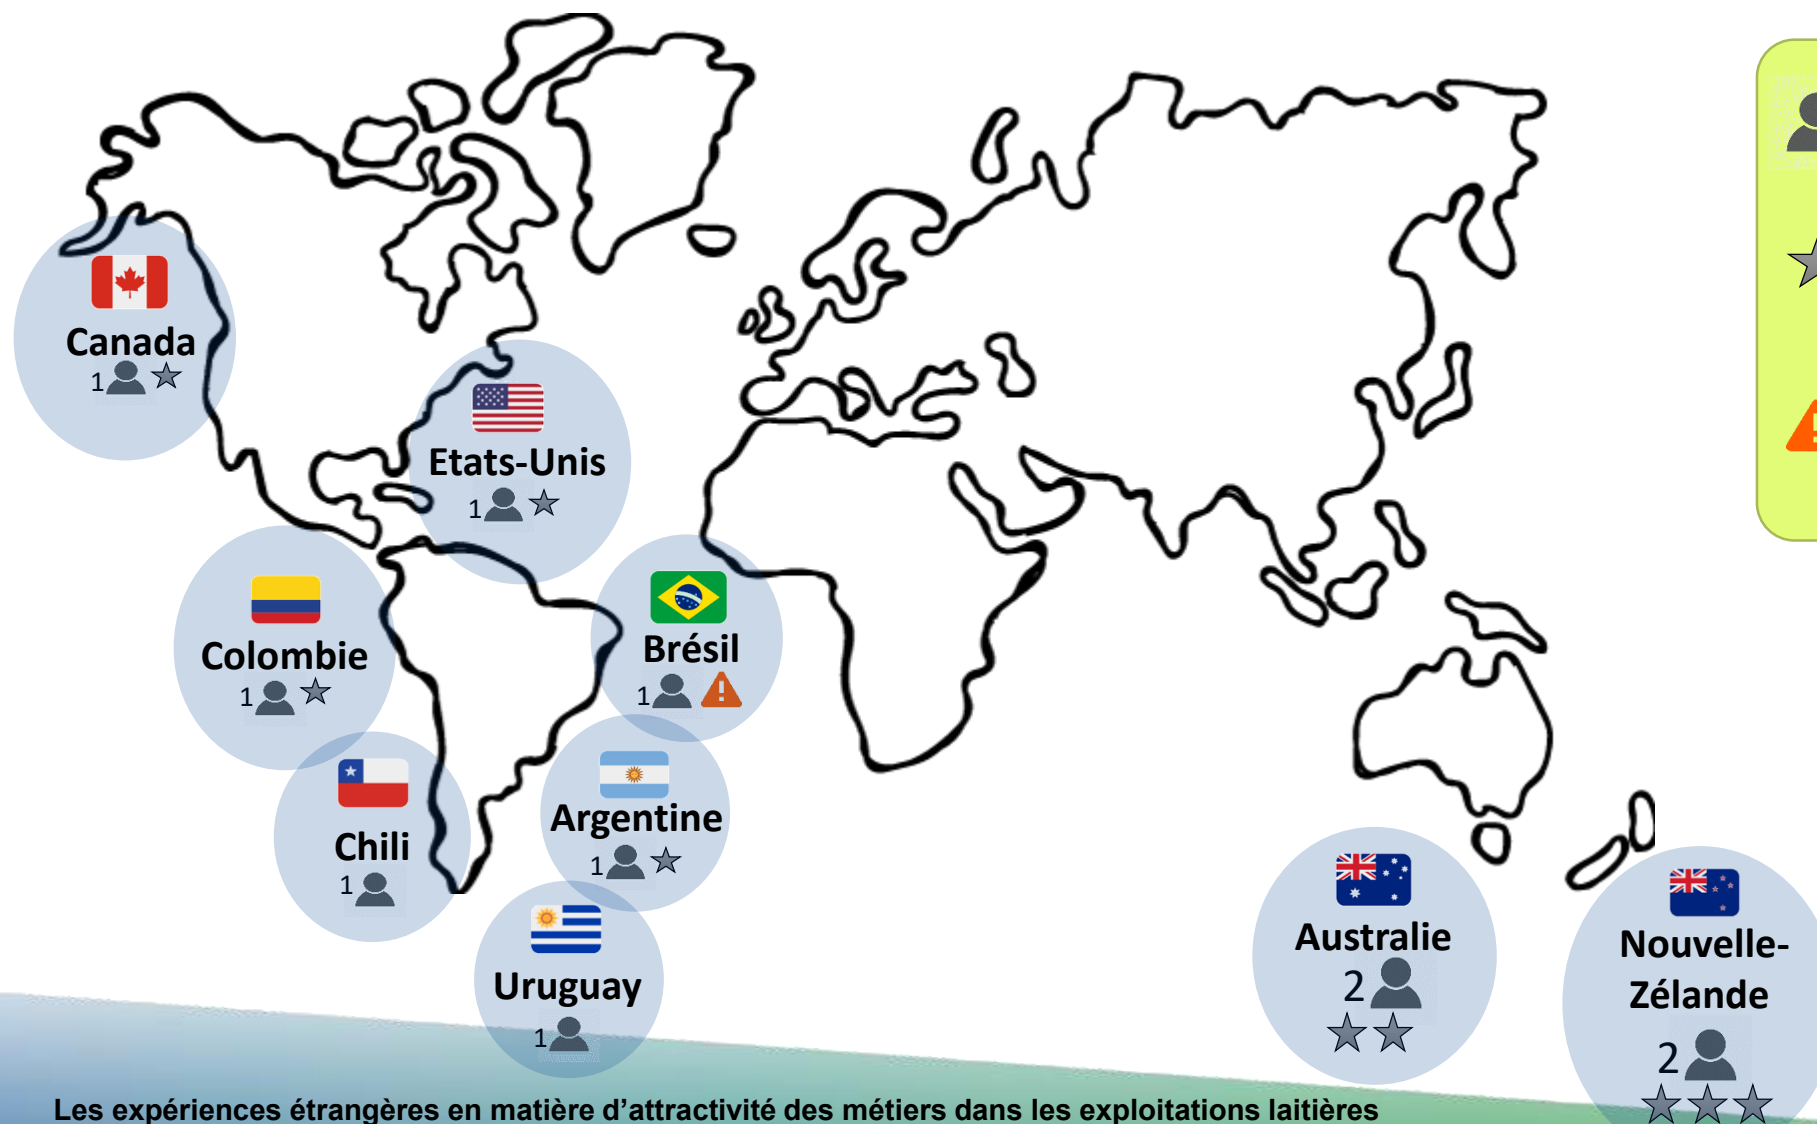 Canada
1
Etats-Unis
1
Colombie
1
Brésil
1
Chili
1
Argentine
1
Uruguay
1
Australie
2
Nouvelle-
Zélande
2
Les expériences étrangères en matière d'attractivité des métiers dans les exploitations laitières